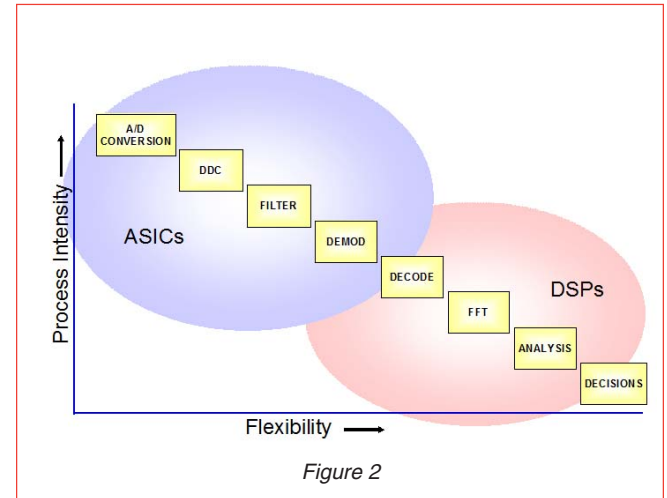 A/D
CONVERSION
DDC
FILTER
ASICs
DEMOD
DECODE
DSPs
FFT
ANALYSIS
DECISIONS
Process Intensity
Flexibility
Figure 2